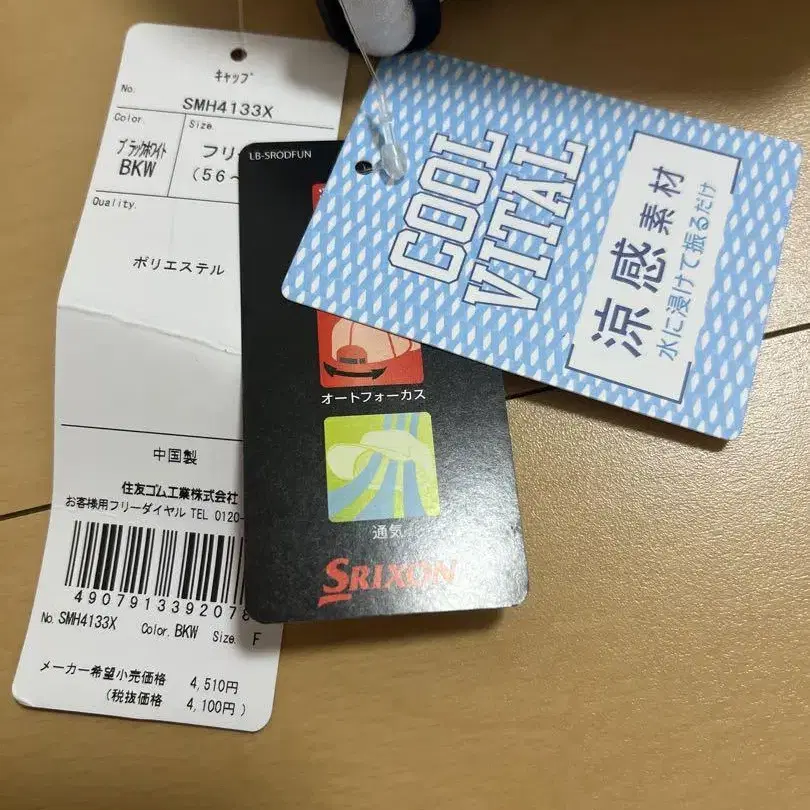 キャップ
No.
SMH4133X
Color.
Size.
ブラックホワイト
BKW
フリ
(56~
Quality.
ポリエステル
中国製
住友ゴム工業株式会社
お客様用フリーダイヤル TEL 0120-
490791339207
No. SMH4133X Color. BKW Size. F
メーカー希望小売価格 4,510円
(税抜価格 4,100円)
LB-SRODFUN
オートフォーカス
通気
SRIXON
COOL
VITAL
涼感素材
水に浸けて振るだけ